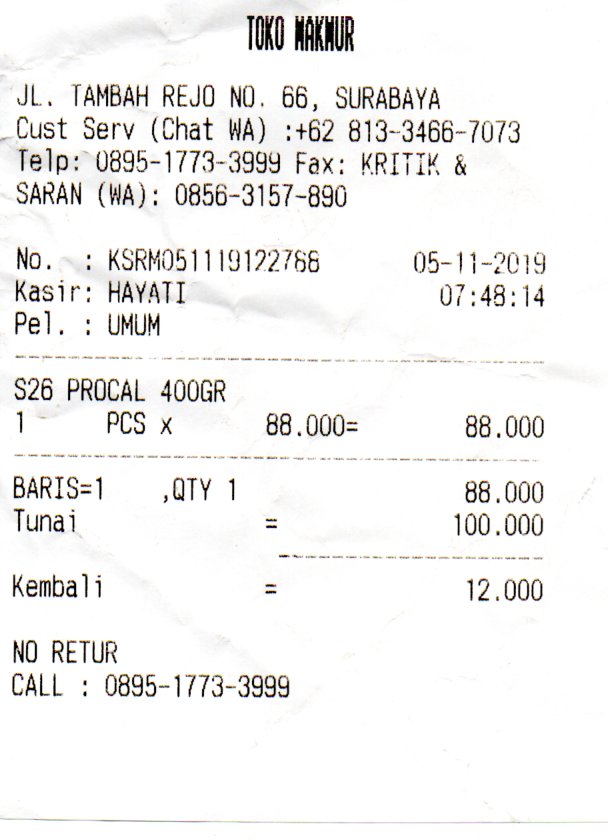 TOKO MAKMUR
JL. TAMBAH REJO NO. 66, SURABAYA
Cust Serv (Chat WA) :+62 813-3466-7073
Telp: 0895-1773-3999 Fax: KRITIK &
SARAN (WA): 0856-3157-890
No. : KSRM051119122788 05-11-2019
Kasir: HAYATI 07:48:14
Pel. : UMUM
S26 PROCAL 400GR
1 PCS x 88.000= 88.000
BARIS=1 ,QTY 1 88.000
Tunai = 100.000
Kembali = 12.000
NO RETUR
CALL : 0895-1773-3999